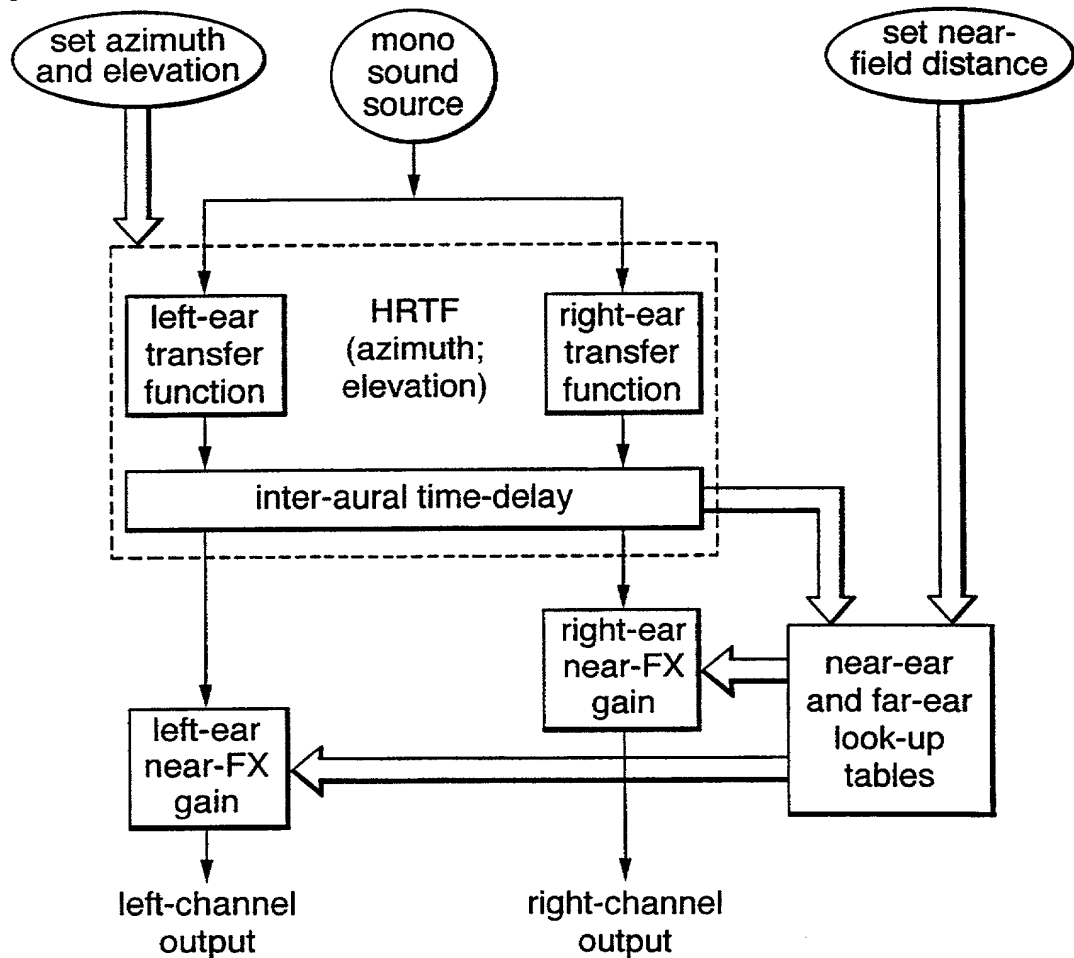 set azimuth
and elevation
mono
sound
source
set near-
field distance
left-ear
transfer
function
HRTF
(azimuth;
elevation)
right-ear
transfer
function
inter-aural time-delay
right-ear
near-FX
gain
near-ear
and far-ear
look-up
tables
left-ear
near-FX
gain
left-channel
output
right-channel
output